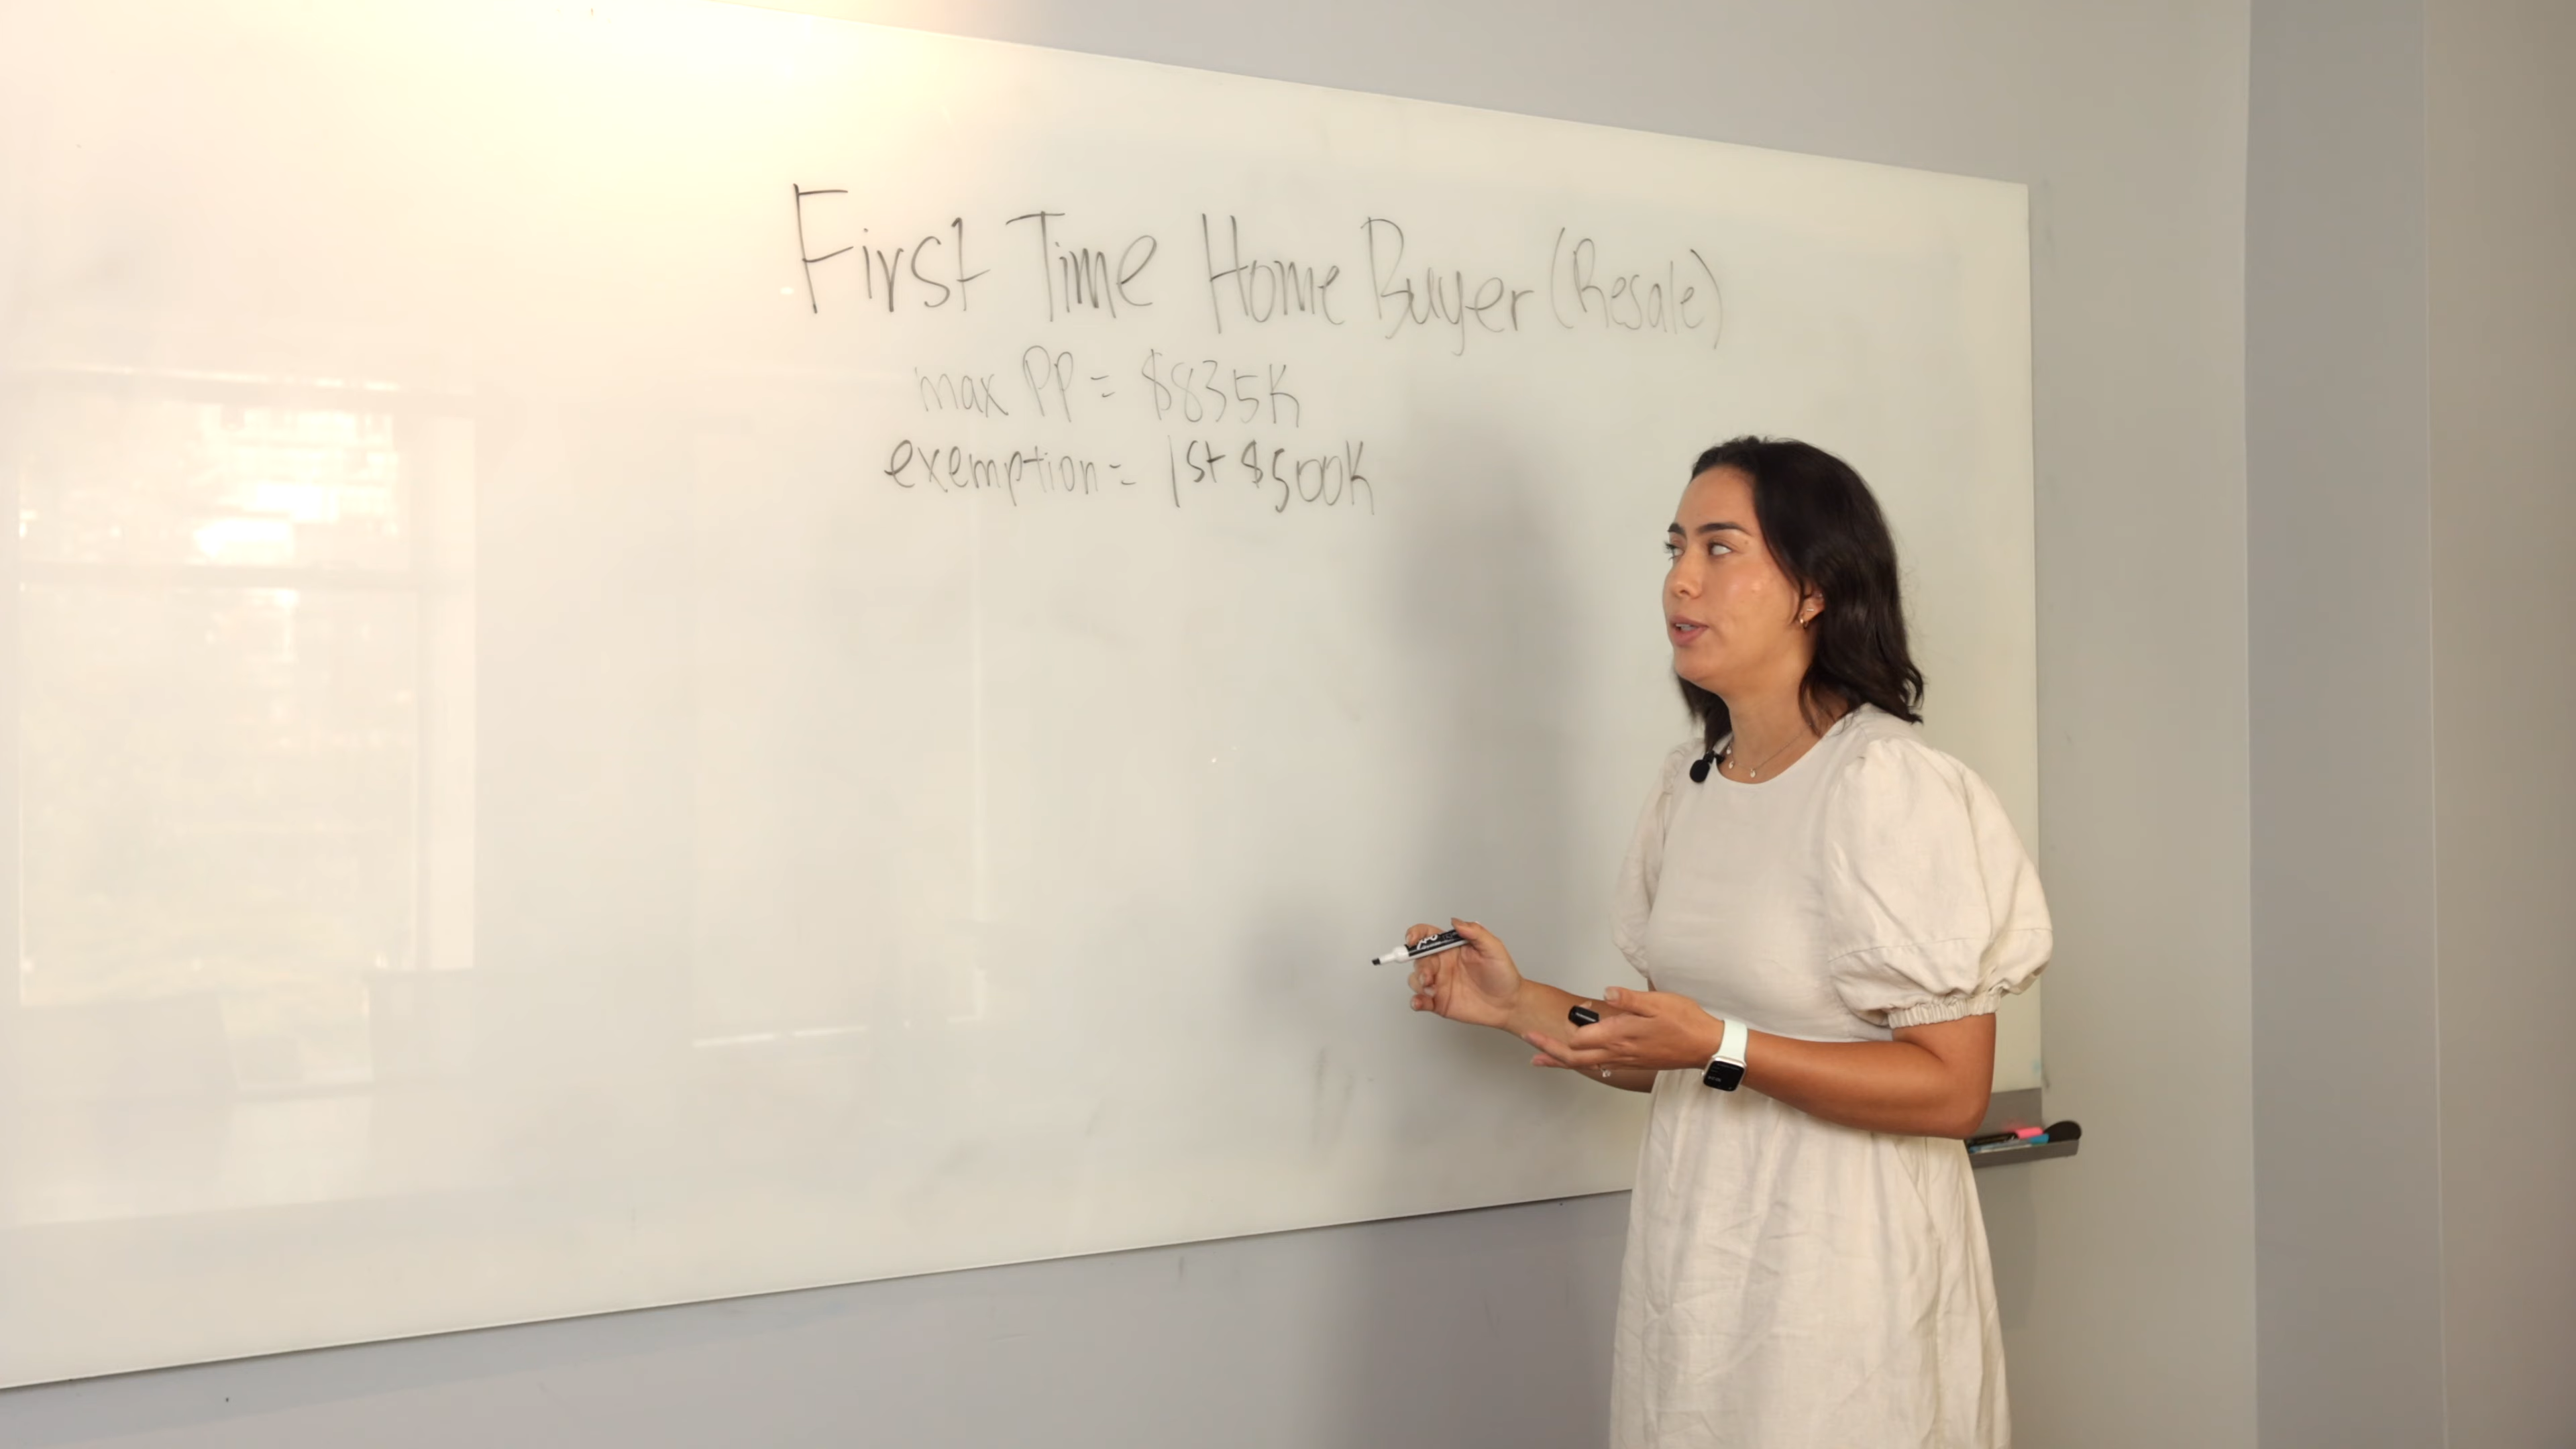 First Time Home Buyer (Resale)
max PP = $835K
exemption = 1st $500K